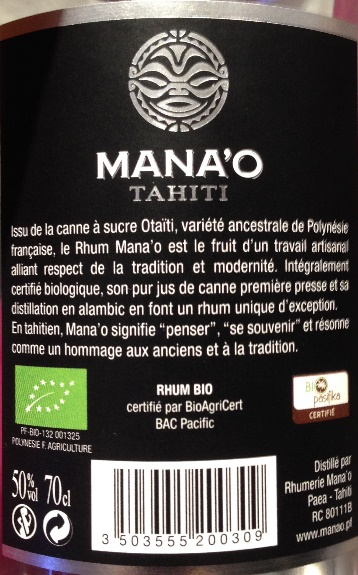 MANA'O
TAHITI
Issu de la canne à sucre Otaïti, variété ancestrale de Polynésie
française, le Rhum Mana'o est le fruit d'un travail artisanal
alliant respect de la tradition et modernité. Intégralement
certifié biologique, son pur jus de canne première presse et sa
distillation en alambic en font un rhum unique d'exception.
En tahitien, Mana'o signifie "penser", "se souvenir" et résonne
comme un hommage aux anciens et à la tradition.
RHUM BIO
certifié par BioAgriCert
BAC Pacific
PF-BIO-132 001325
POLYNESIE F. AGRICULTURE
BIO
pasifika
CERTIFIÉ
50% vol 70cl
3 503555 200309
Distillé par
Rhumerie Mana'o
Paea - Tahiti
RC 80111B
www.manao.pf